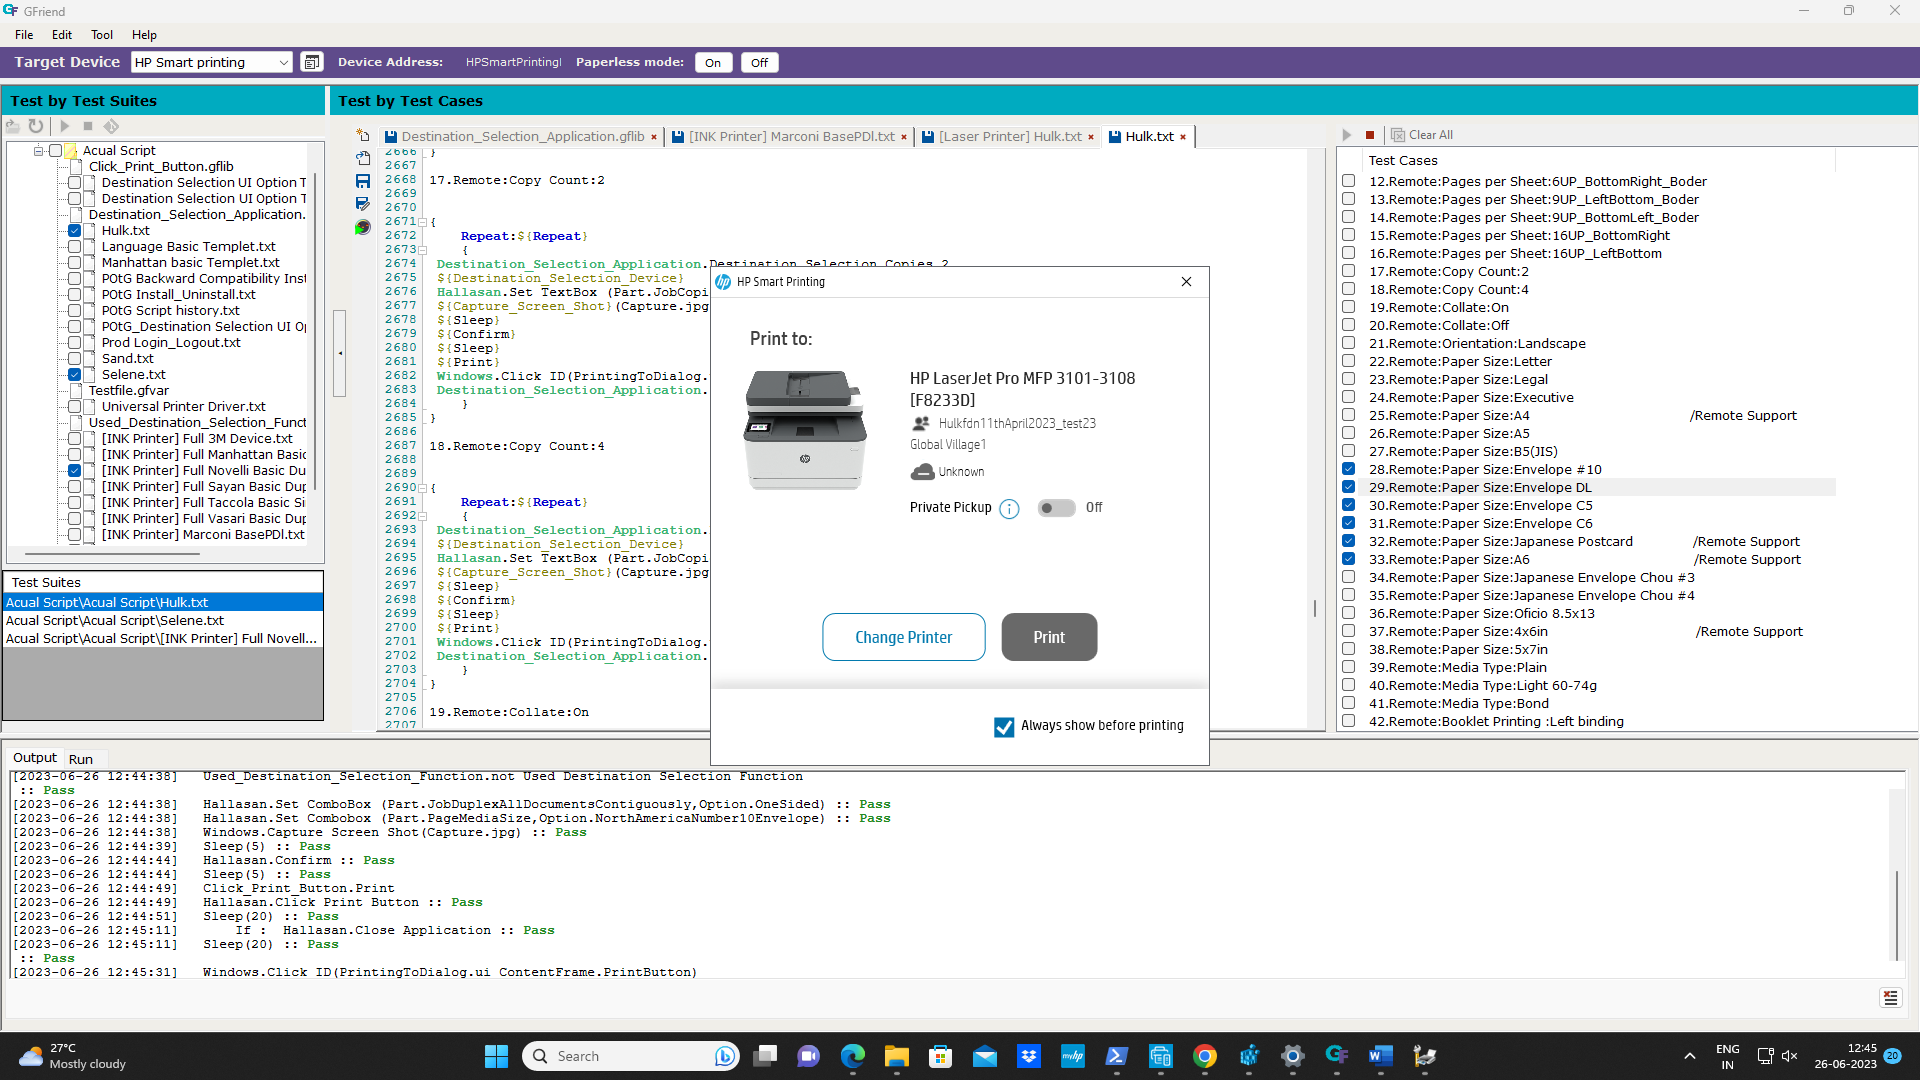 GFriend
File Edit Tool Help
Target Device HP Smart printing Device Address: HPSmartPrintingI Paperless mode: On Off
Test by Test Suites
Test by Test Cases
Acual Script
Click_Print_Button.gflib
Destination Selection UI Option T
Destination Selection UI Option T
Destination_Selection_Application.
Hulk.txt
Language Basic Templet.txt
Manhattan basic Templet.txt
POtG Backward Compatibility Inst
POtG Install_Uninstall.txt
POtG Script history.txt
POtG_Destination Selection UI Op
Prod Login_Logout.txt
Sand.txt
Selene.txt
Testfile.gfvar
Universal Printer Driver.txt
Used_Destination_Selection_Funct
[INK Printer] Full 3M Device.txt
[INK Printer] Full Manhattan Basic
[INK Printer] Full Novelli Basic Du
[INK Printer] Full Sayan Basic Dup
[INK Printer] Full Taccola Basic Si
[INK Printer] Full Vasari Basic Dup
[INK Printer] Marconi BasePDl.txt
Test Suites
Acual Script\Acual Script\Hulk.txt
Acual Script\Acual Script\Selene.txt
Acual Script\Acual Script\[INK Printer] Full Novell...
Destination_Selection_Application.gflib [INK Printer] Marconi BasePDl.txt [Laser Printer] Hulk.txt Hulk.txt
2666 }
2667
2668 17.Remote:Copy Count:2
2669
2670
2671 {
2672 Repeat:${Repeat}
2673 {
2674 Destination_Selection_Application.Destination Selection Copies 2
2675 ${Destination_Selection_Device}
2676 Hallasan.Set TextBox (Part.JobCopi
2677 ${Capture_Screen_Shot}(Capture.jpg
2678 ${Sleep}
2679 ${Confirm}
2680 ${Sleep}
2681 ${Print}
2682 Windows.Click ID(PrintingToDialog.
2683 Destination_Selection_Application.
2684 }
2685 }
2686
2687 18.Remote:Copy Count:4
2688
2689
2690 {
2691 Repeat:${Repeat}
2692 {
2693 Destination_Selection_Application.
2694 ${Destination_Selection_Device}
2695 Hallasan.Set TextBox (Part.JobCopi
2696 ${Capture_Screen_Shot}(Capture.jpg
2697 ${Sleep}
2698 ${Confirm}
2699 ${Sleep}
2700 ${Print}
2701 Windows.Click ID(PrintingToDialog.
2702 Destination_Selection_Application.
2703 }
2704 }
2705
2706 19.Remote:Collate:On
2707
HP Smart Printing
Print to:
HP LaserJet Pro MFP 3101-3108
[F8233D]
Hulkfdn11thApril2023_test23
Global Village1
Unknown
Private Pickup Off
Change Printer Print
Always show before printing
Clear All
Test Cases
12.Remote:Pages per Sheet:6UP_BottomRight_Boder
13.Remote:Pages per Sheet:9UP_LeftBottom_Boder
14.Remote:Pages per Sheet:9UP_BottomLeft_Boder
15.Remote:Pages per Sheet:16UP_BottomRight
16.Remote:Pages per Sheet:16UP_LeftBottom
17.Remote:Copy Count:2
18.Remote:Copy Count:4
19.Remote:Collate:On
20.Remote:Collate:Off
21.Remote:Orientation:Landscape
22.Remote:Paper Size:Letter
23.Remote:Paper Size:Legal
24.Remote:Paper Size:Executive
25.Remote:Paper Size:A4 /Remote Support
26.Remote:Paper Size:A5
27.Remote:Paper Size:B5(JIS)
28.Remote:Paper Size:Envelope #10
29.Remote:Paper Size:Envelope DL
30.Remote:Paper Size:Envelope C5
31.Remote:Paper Size:Envelope C6
32.Remote:Paper Size:Japanese Postcard /Remote Support
33.Remote:Paper Size:A6 /Remote Support
34.Remote:Paper Size:Japanese Envelope Chou #3
35.Remote:Paper Size:Japanese Envelope Chou #4
36.Remote:Paper Size:Oficio 8.5x13
37.Remote:Paper Size:4x6in /Remote Support
38.Remote:Paper Size:5x7in
39.Remote:Media Type:Plain
40.Remote:Media Type:Light 60-74g
41.Remote:Media Type:Bond
42.Remote:Booklet Printing :Left binding
Output Run
[2023-06-26 12:44:38] Used_Destination_Selection_Function.not Used Destination Selection Function
:: Pass
[2023-06-26 12:44:38] Hallasan.Set ComboBox (Part.JobDuplexAllDocumentsContiguously,Option.OneSided) :: Pass
[2023-06-26 12:44:38] Hallasan.Set Combobox (Part.PageMediaSize,Option.NorthAmericaNumber10Envelope) :: Pass
[2023-06-26 12:44:38] Windows.Capture Screen Shot(Capture.jpg) :: Pass
[2023-06-26 12:44:39] Sleep(5) :: Pass
[2023-06-26 12:44:44] Hallasan.Confirm :: Pass
[2023-06-26 12:44:44] Sleep(5) :: Pass
[2023-06-26 12:44:49] Click_Print_Button.Print
[2023-06-26 12:44:49] Hallasan.Click Print Button :: Pass
[2023-06-26 12:44:51] Sleep(20) :: Pass
[2023-06-26 12:45:11] If : Hallasan.Close Application :: Pass
[2023-06-26 12:45:11] Sleep(20) :: Pass
:: Pass
[2023-06-26 12:45:31] Windows.Click ID(PrintingToDialog.ui ContentFrame.PrintButton)
27°C
Mostly cloudy
Search
ENG
IN
12:45
26-06-2023
20